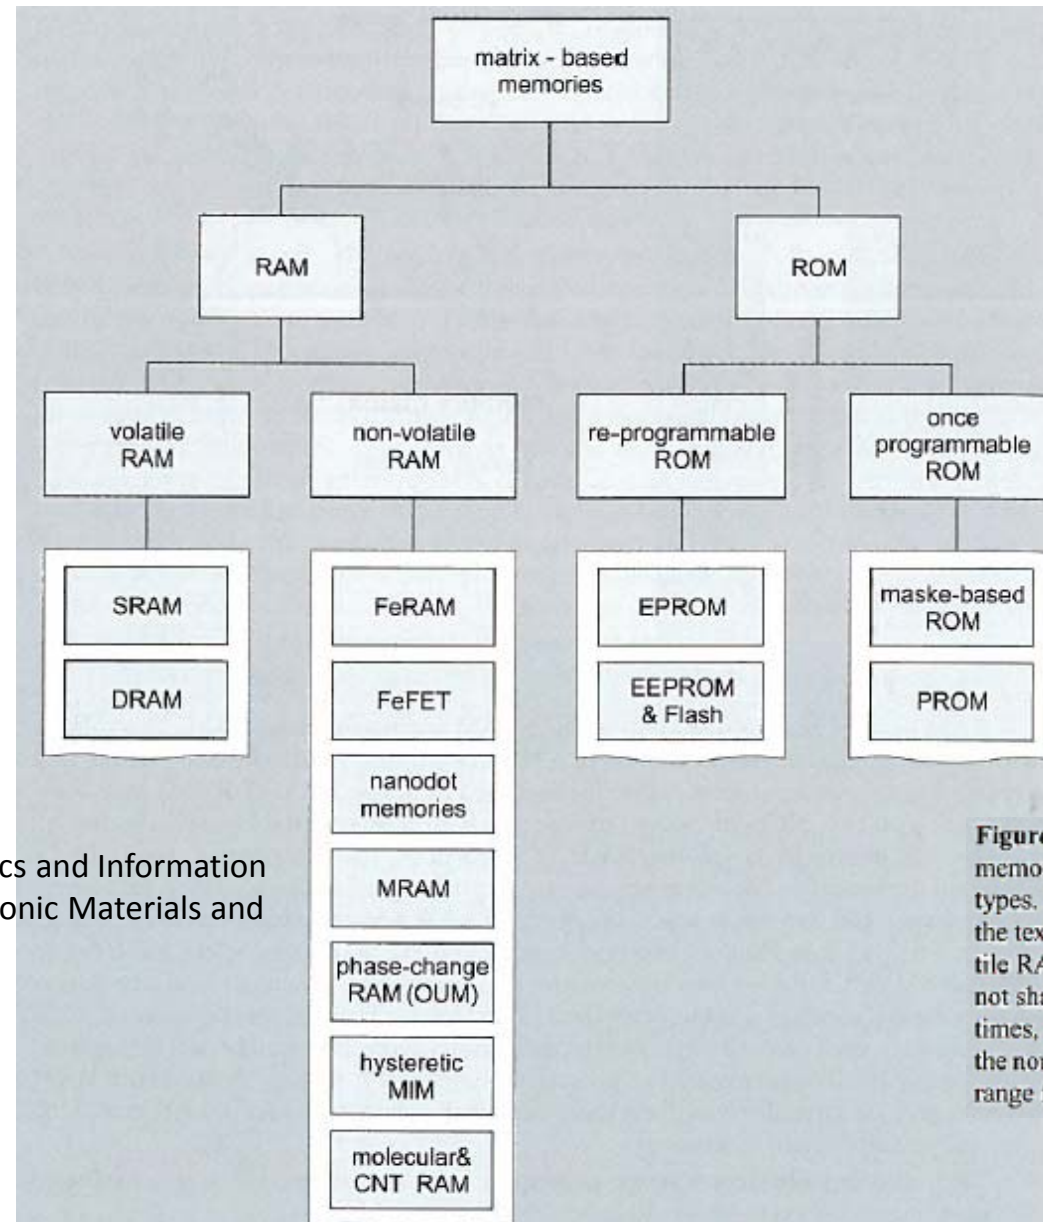 matrix - based
memories
RAM
ROM
volatile
RAM
non-volatile
RAM
re-programmable
ROM
once
programmable
ROM
SRAM
DRAM
FeRAM
FeFET
nanodot
memories
MRAM
phase-change
RAM (OUM)
hysteretic
MIM
molecular&
CNT RAM
EPROM
EEPROM
& Flash
maske-based
ROM
PROM
cs and Information
onic Materials and
Figure
memo
types.
the tex
tile RA
not sha
times,
the nor
range